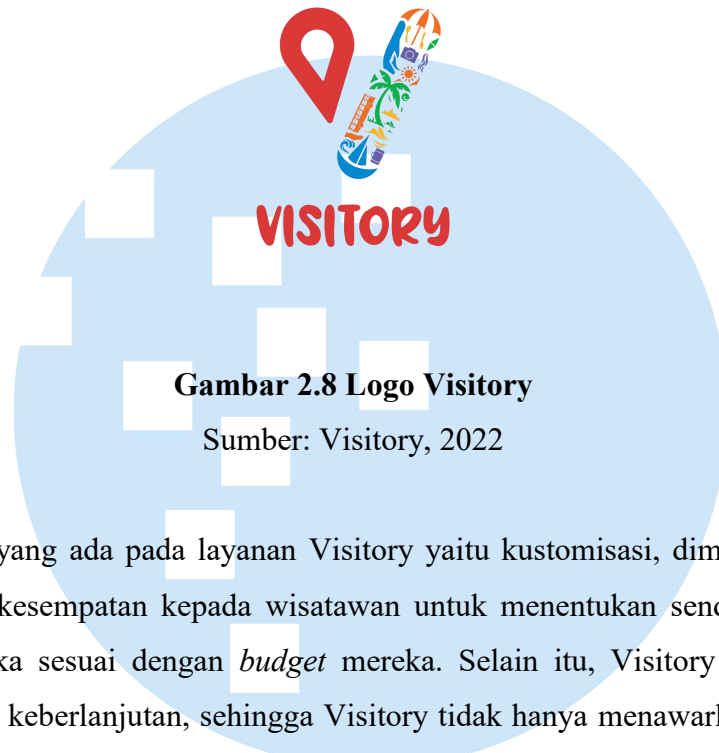 VISITORY
Gambar 2.8 Logo Visitory
Sumber: Visitory, 2022
yang ada pada layanan Visitory yaitu kustomisasi, dim
kesempatan kepada wisatawan untuk menentukan send
ka sesuai dengan budget mereka. Selain itu, Visitory
keberlanjutan, sehingga Visitory tidak hanya menawark